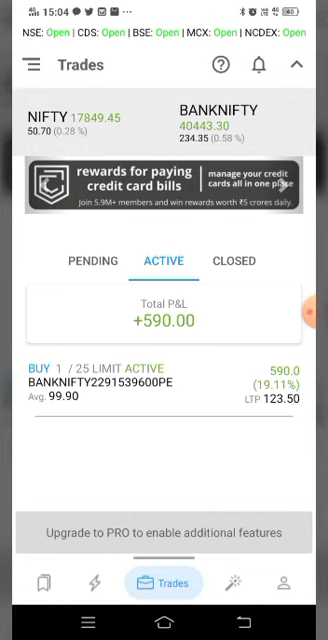 15:04
NSE: Open | CDS: Open | BSE: Open | MCX: Open | NCDEX: Open
Trades
NIFTY 17849.45
50.70 (0.28 %)
BANKNIFTY
40443.30
234.35 (0.58 %)
rewards for paying
credit card bills
manage your credit
cards all in one place
Join 5.9M+ members and win rewards worth ₹5 crores daily.
PENDING ACTIVE CLOSED
Total P&L
+590.00
BUY 1 / 25 LIMIT ACTIVE
590.0
BANKNIFTY2291539600PE
(19.11%)
Avg. 99.90
LTP 123.50
Upgrade to PRO to enable additional features
Trades